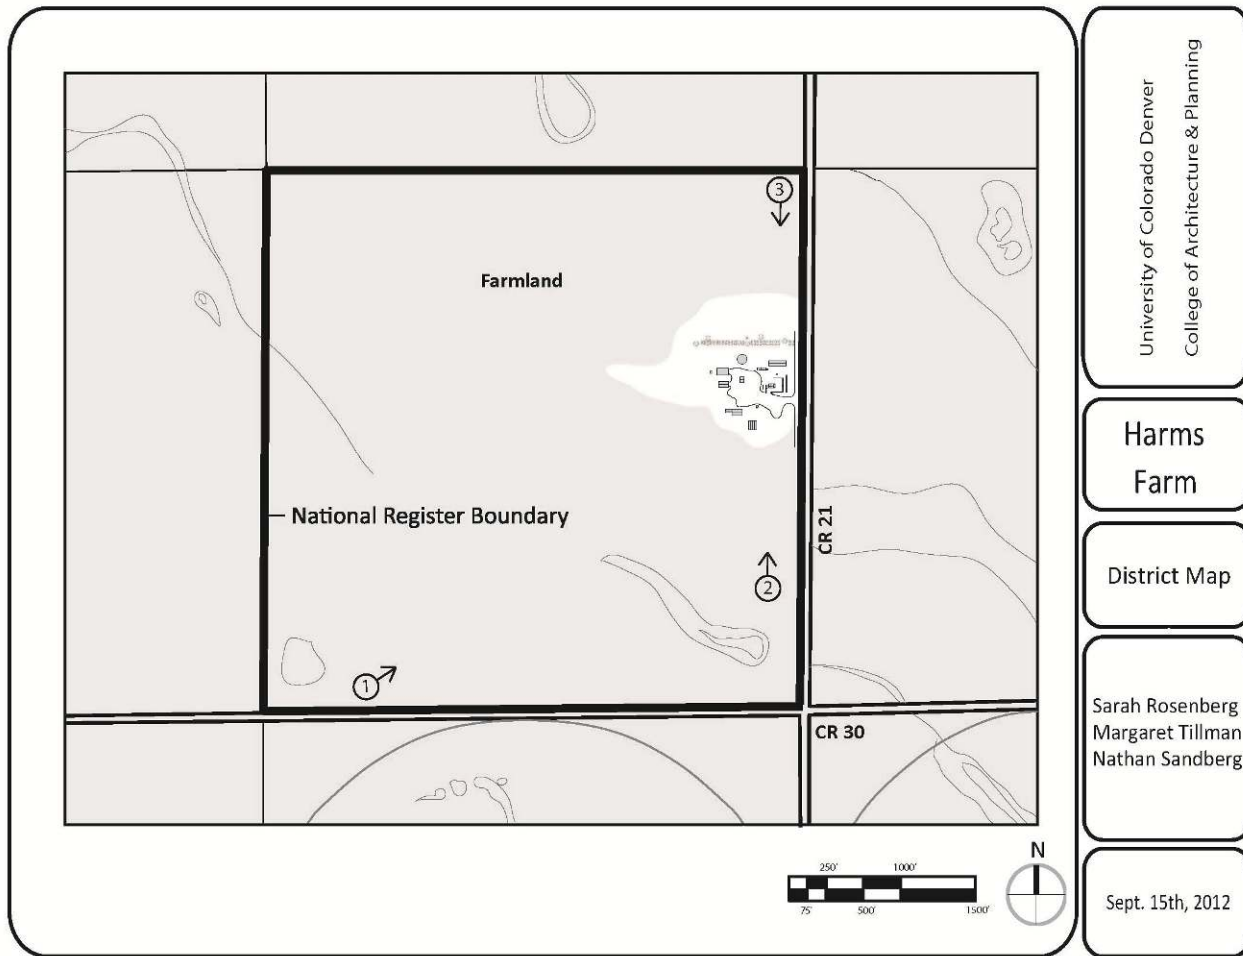 3
Farmland
National Register Boundary
CR 21
2
1
CR 30
250'
1000'
75'
500'
1500'
N
University of Colorado Denver
College of Architecture & Planning
Harms
Farm
District Map
Sarah Rosenberg
Margaret Tillman
Nathan Sandberg
Sept. 15th, 2012